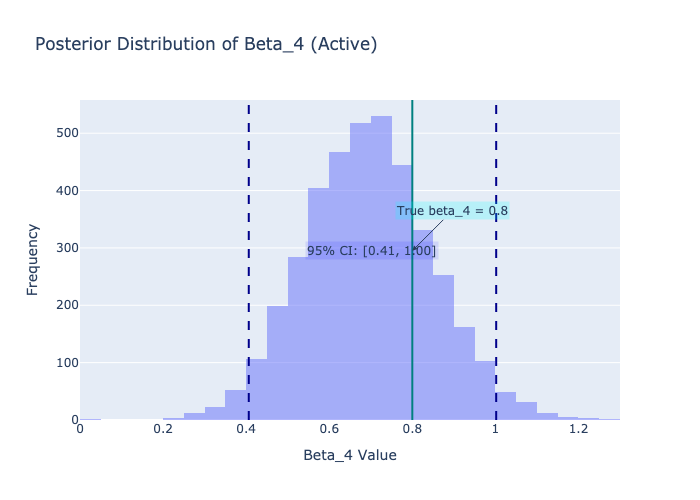 Posterior Distribution of Beta_4 (Active)
500
400
300
200
100
0
True beta_4 = 0.8
95% CI: [0.41, 1.00]
0 0.2 0.4 0.6 0.8 1 1.2
Beta_4 Value
Frequency